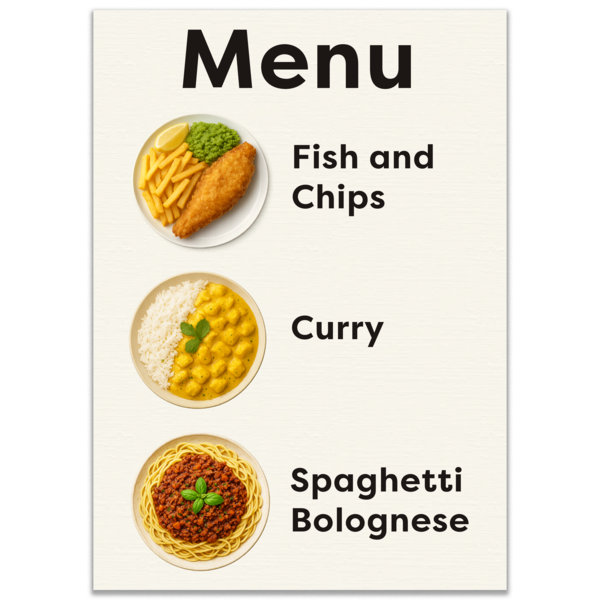 Menu
Fish and
Chips
Curry
Spaghetti
Bolognese